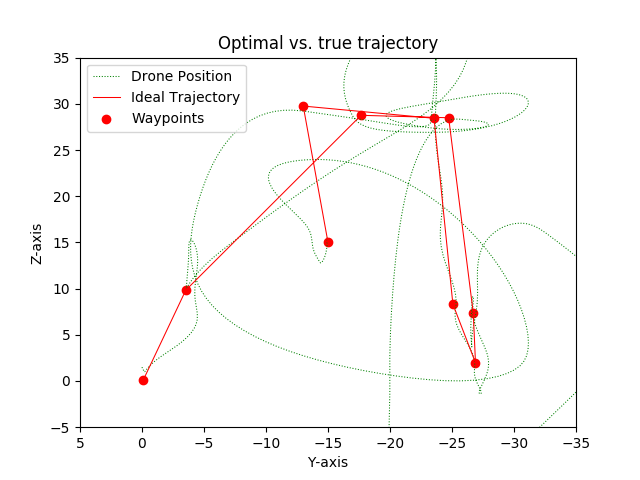 Optimal vs. true trajectory
Drone Position
Ideal Trajectory
Waypoints
35
30
25
20
15
10
5
0
−5
Z-axis
5 0 −5 −10 −15 −20 −25 −30 −35
Y-axis